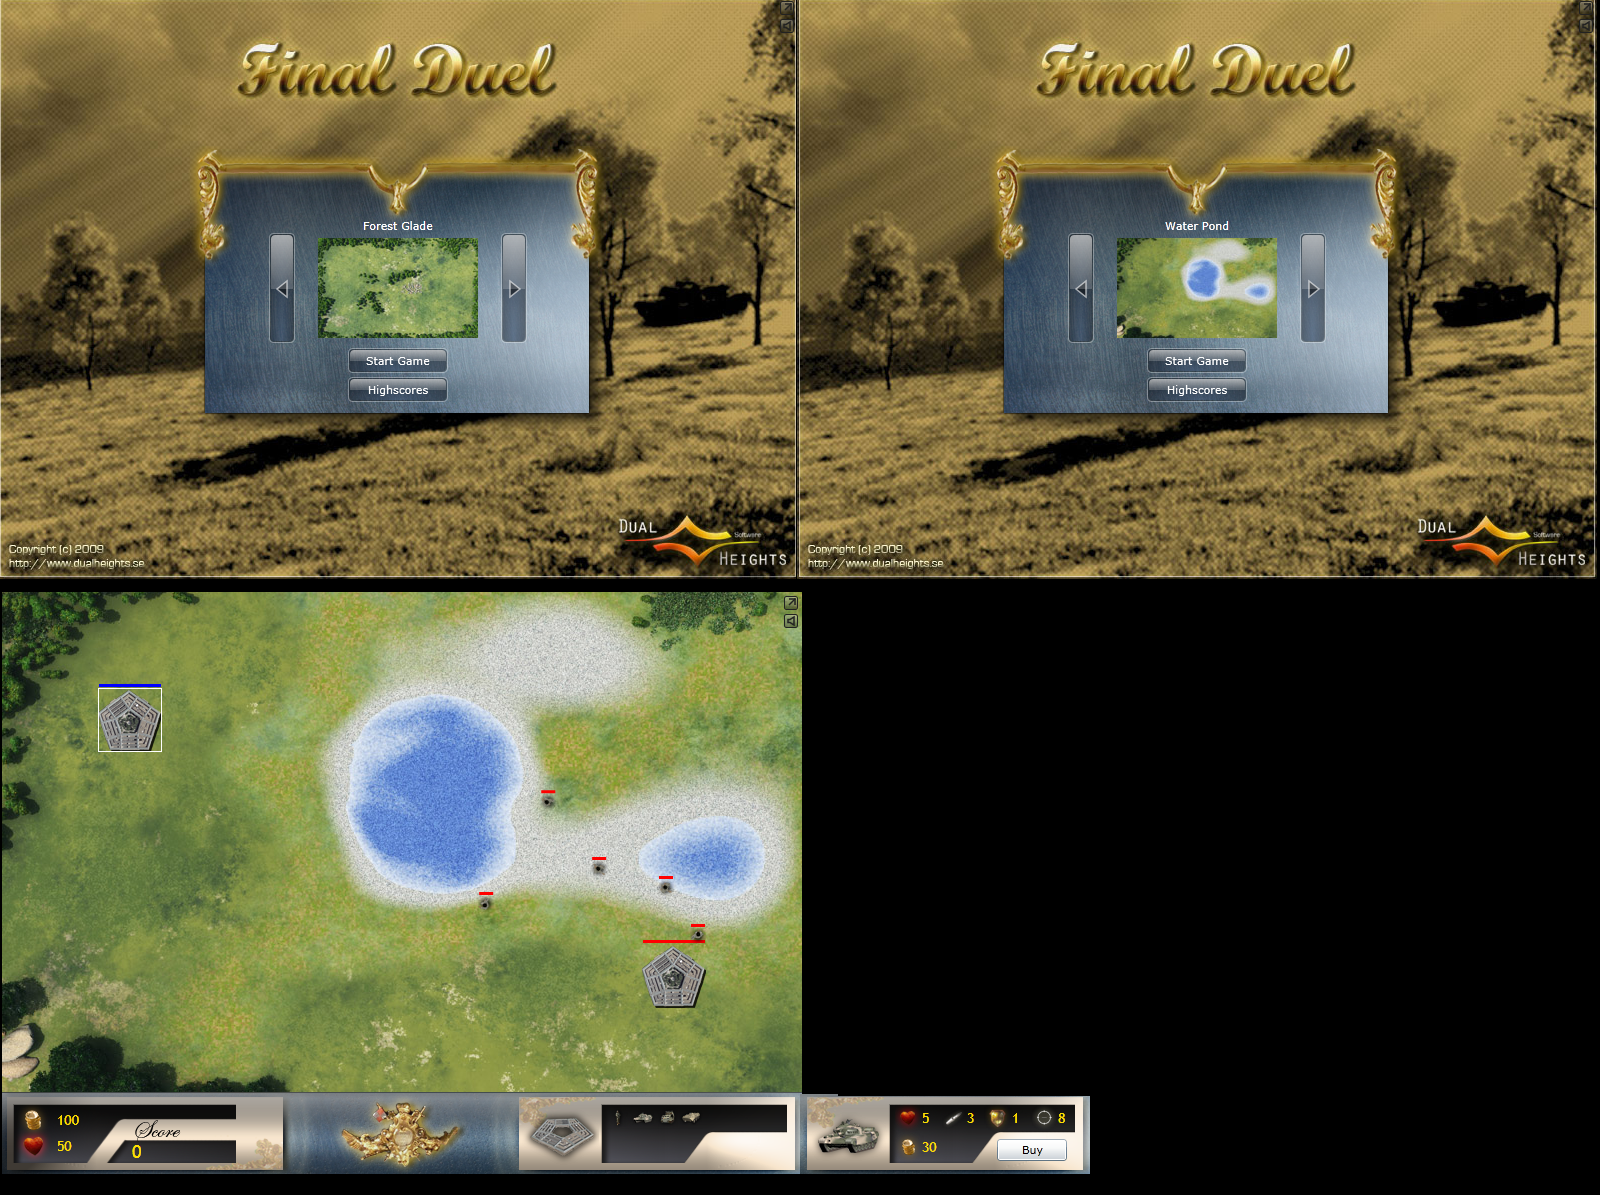 Final Duel
Forest Glade
Start Game
Highscores
DUAL
Software
HEIGHTS
Copyright (c) 2009
http://www.dualheights.se
Final Duel
Water Pond
Start Game
Highscores
DUAL
Software
HEIGHTS
Copyright (c) 2009
http://www.dualheights.se
100
50
Score
0
5 3 1 8
30
Buy